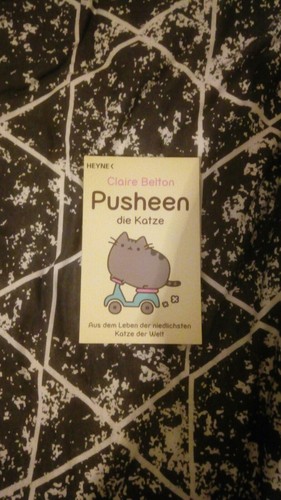 HEYNE <
Claire Belton
Pusheen
die Katze
Aus dem Leben der niedlichsten
Katze der Welt